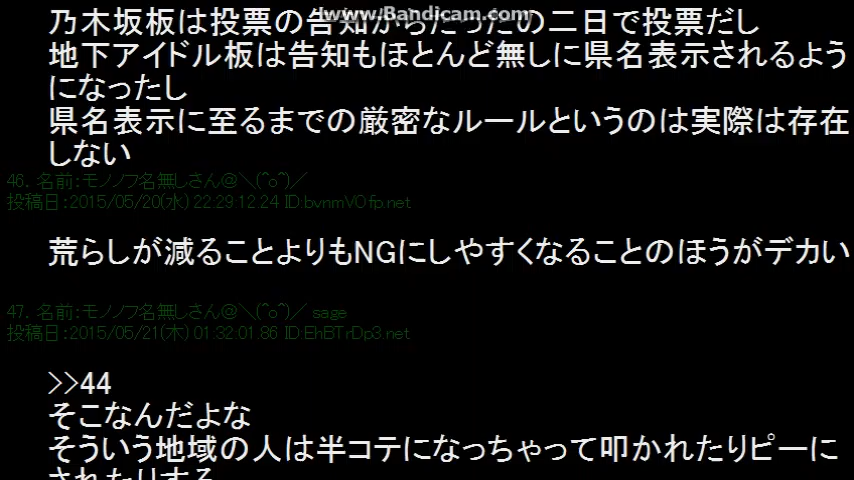 www.Bandicam.com
乃木坂板は投票の告知からたったの二日で投票だし
地下アイドル板は告知もほとんど無しに県名表示されるよう
になったし
県名表示に至るまでの厳密なルールというのは実際は存在
しない
46. 名前：モノノフ名無しさん＠＼(^o^)／
投稿日：2015/05/20(水) 22:29:12.24 ID:bvnmV0fp.net
荒らしが減ることよりもNGにしやすくなることのほうがデカい
47. 名前：モノノフ名無しさん＠＼(^o^)／ sage
投稿日：2015/05/21(木) 01:32:01.86 ID:EhBTrDp3.net
>>44
そこなんだよな
そういう地域の人は半コテになっちゃって叩かれたりピーに
されたりする